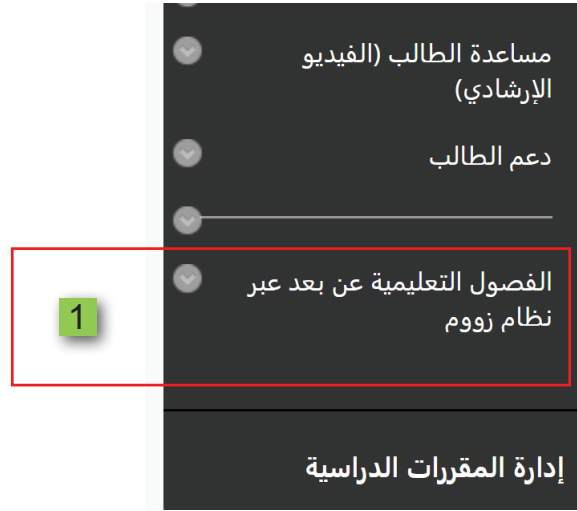 مساعدة الطالب (الفيديو
الإرشادي)
دعم الطالب
الفصول التعليمية عن بعد عبر
نظام زووم
1
إدارة المقررات الدراسية